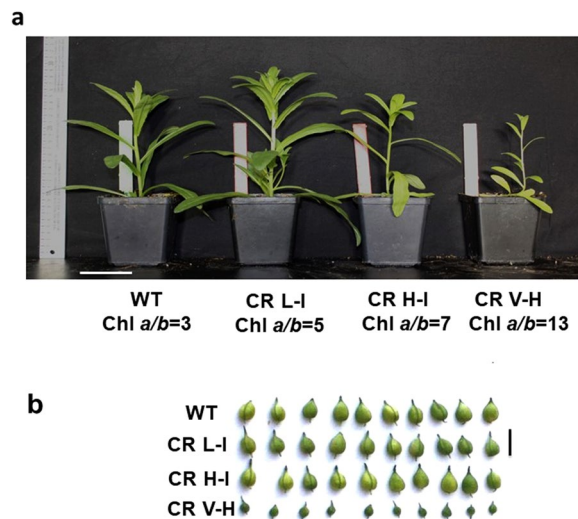 a
WT
Chl a/b=3
CR L-I
Chl a/b=5
CR H-I
Chl a/b=7
CR V-H
Chl a/b=13
b
WT
CR L-I
CR H-I
CR V-H